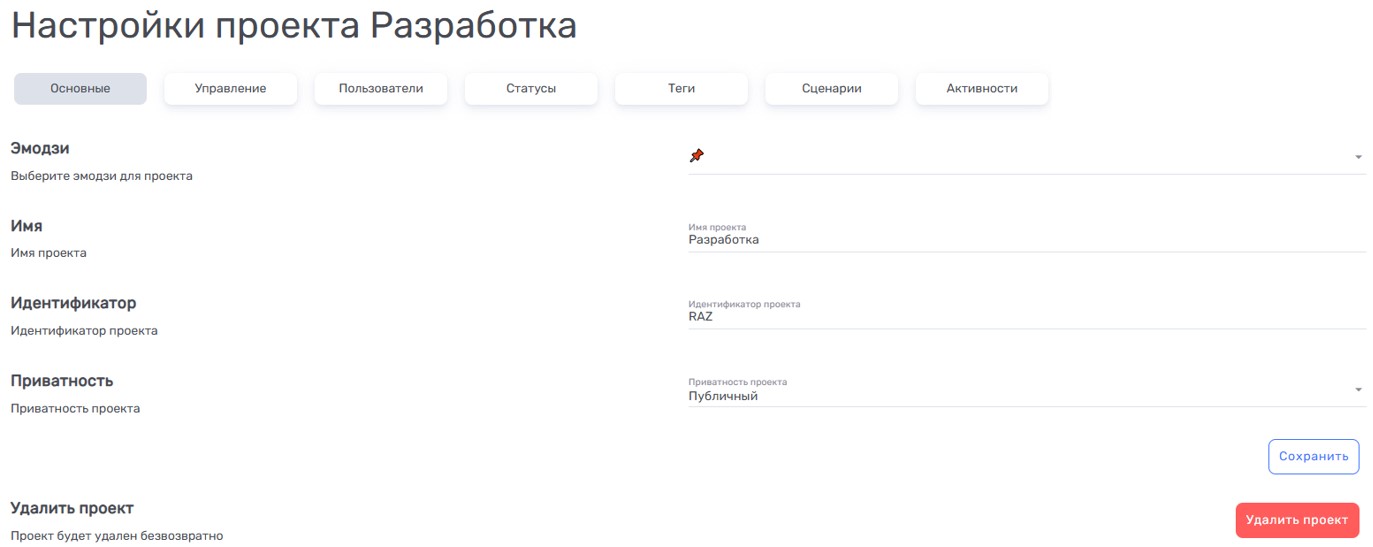 Настройки проекта Разработка
Основные Управление Пользователи Статусы Теги Сценарии Активности
Эмодзи
Выберите эмодзи для проекта
Имя
Имя проекта
Имя проекта
Разработка
Идентификатор
Идентификатор проекта
Идентификатор проекта
RAZ
Приватность
Приватность проекта
Приватность проекта
Публичный
Сохранить
Удалить проект
Проект будет удален безвозвратно
Удалить проект